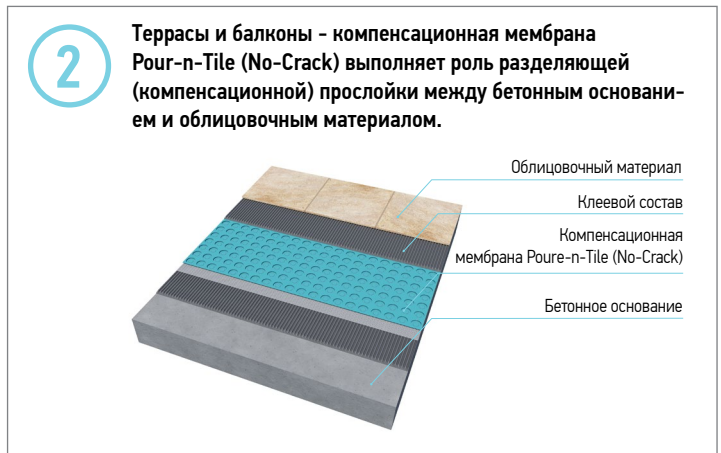 2
Террасы и балконы - компенсационная мембрана
Pour-n-Tile (No-Crack) выполняет роль разделяющей
(компенсационной) прослойки между бетонным основани-
ем и облицовочным материалом.
Облицовочный материал
Клеевой состав
Компенсационная
мембрана Poure-n-Tile (No-Crack)
Бетонное основание